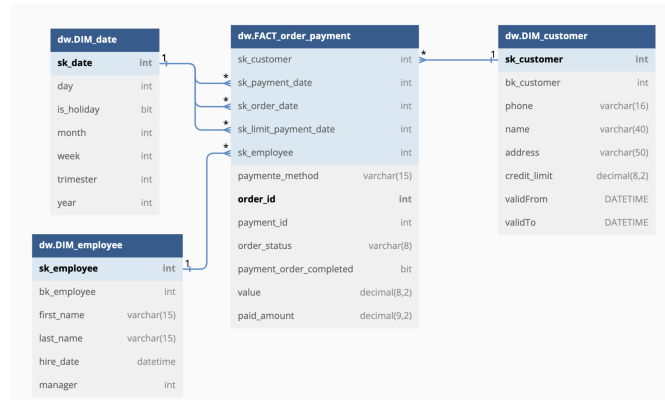 dw.DIM_date
sk_date int
day int
is_holiday bit
month int
week int
trimester int
year int
dw.DIM_employee
sk_employee int
bk_employee int
first_name varchar(15)
last_name varchar(15)
hire_date datetime
manager int
dw.FACT_order_payment
sk_customer int
sk_payment_date int
sk_order_date int
sk_limit_payment_date int
sk_employee int
paymente_method varchar(15)
order_id int
payment_id int
order_status varchar(8)
payment_order_completed bit
value decimal(8,2)
paid_amount decimal(9,2)
dw.DIM_customer
sk_customer int
bk_customer int
phone varchar(16)
name varchar(40)
address varchar(50)
credit_limit decimal(8,2)
validFrom DATETIME
validTo DATETIME
1
*
*
*
*
1
*
1